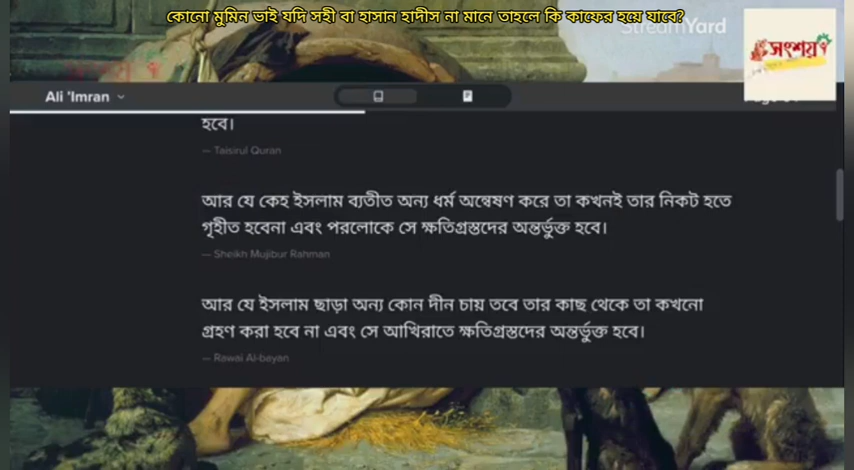 কোনো মুমিন ভাই যদি সহী বা হাসান হাদীস না মানে তাহলে কি কাফের হয়ে যাবে?
StreamYard
সংশয়
Ali 'Imran
হবে।
— Taisirul Quran
আর যে কেহ ইসলাম ব্যতীত অন্য ধর্ম অন্বেষণ করে তা কখনই তার নিকট হতে
গৃহীত হবেনা এবং পরলোকে সে ক্ষতিগ্রস্তদের অন্তর্ভুক্ত হবে।
— Sheikh Mujibur Rahman
আর যে ইসলাম ছাড়া অন্য কোন দীন চায় তবে তার কাছ থেকে তা কখনো
গ্রহণ করা হবে না এবং সে আখিরাতে ক্ষতিগ্রস্তদের অন্তর্ভুক্ত হবে।
— Rawai Al-bayan